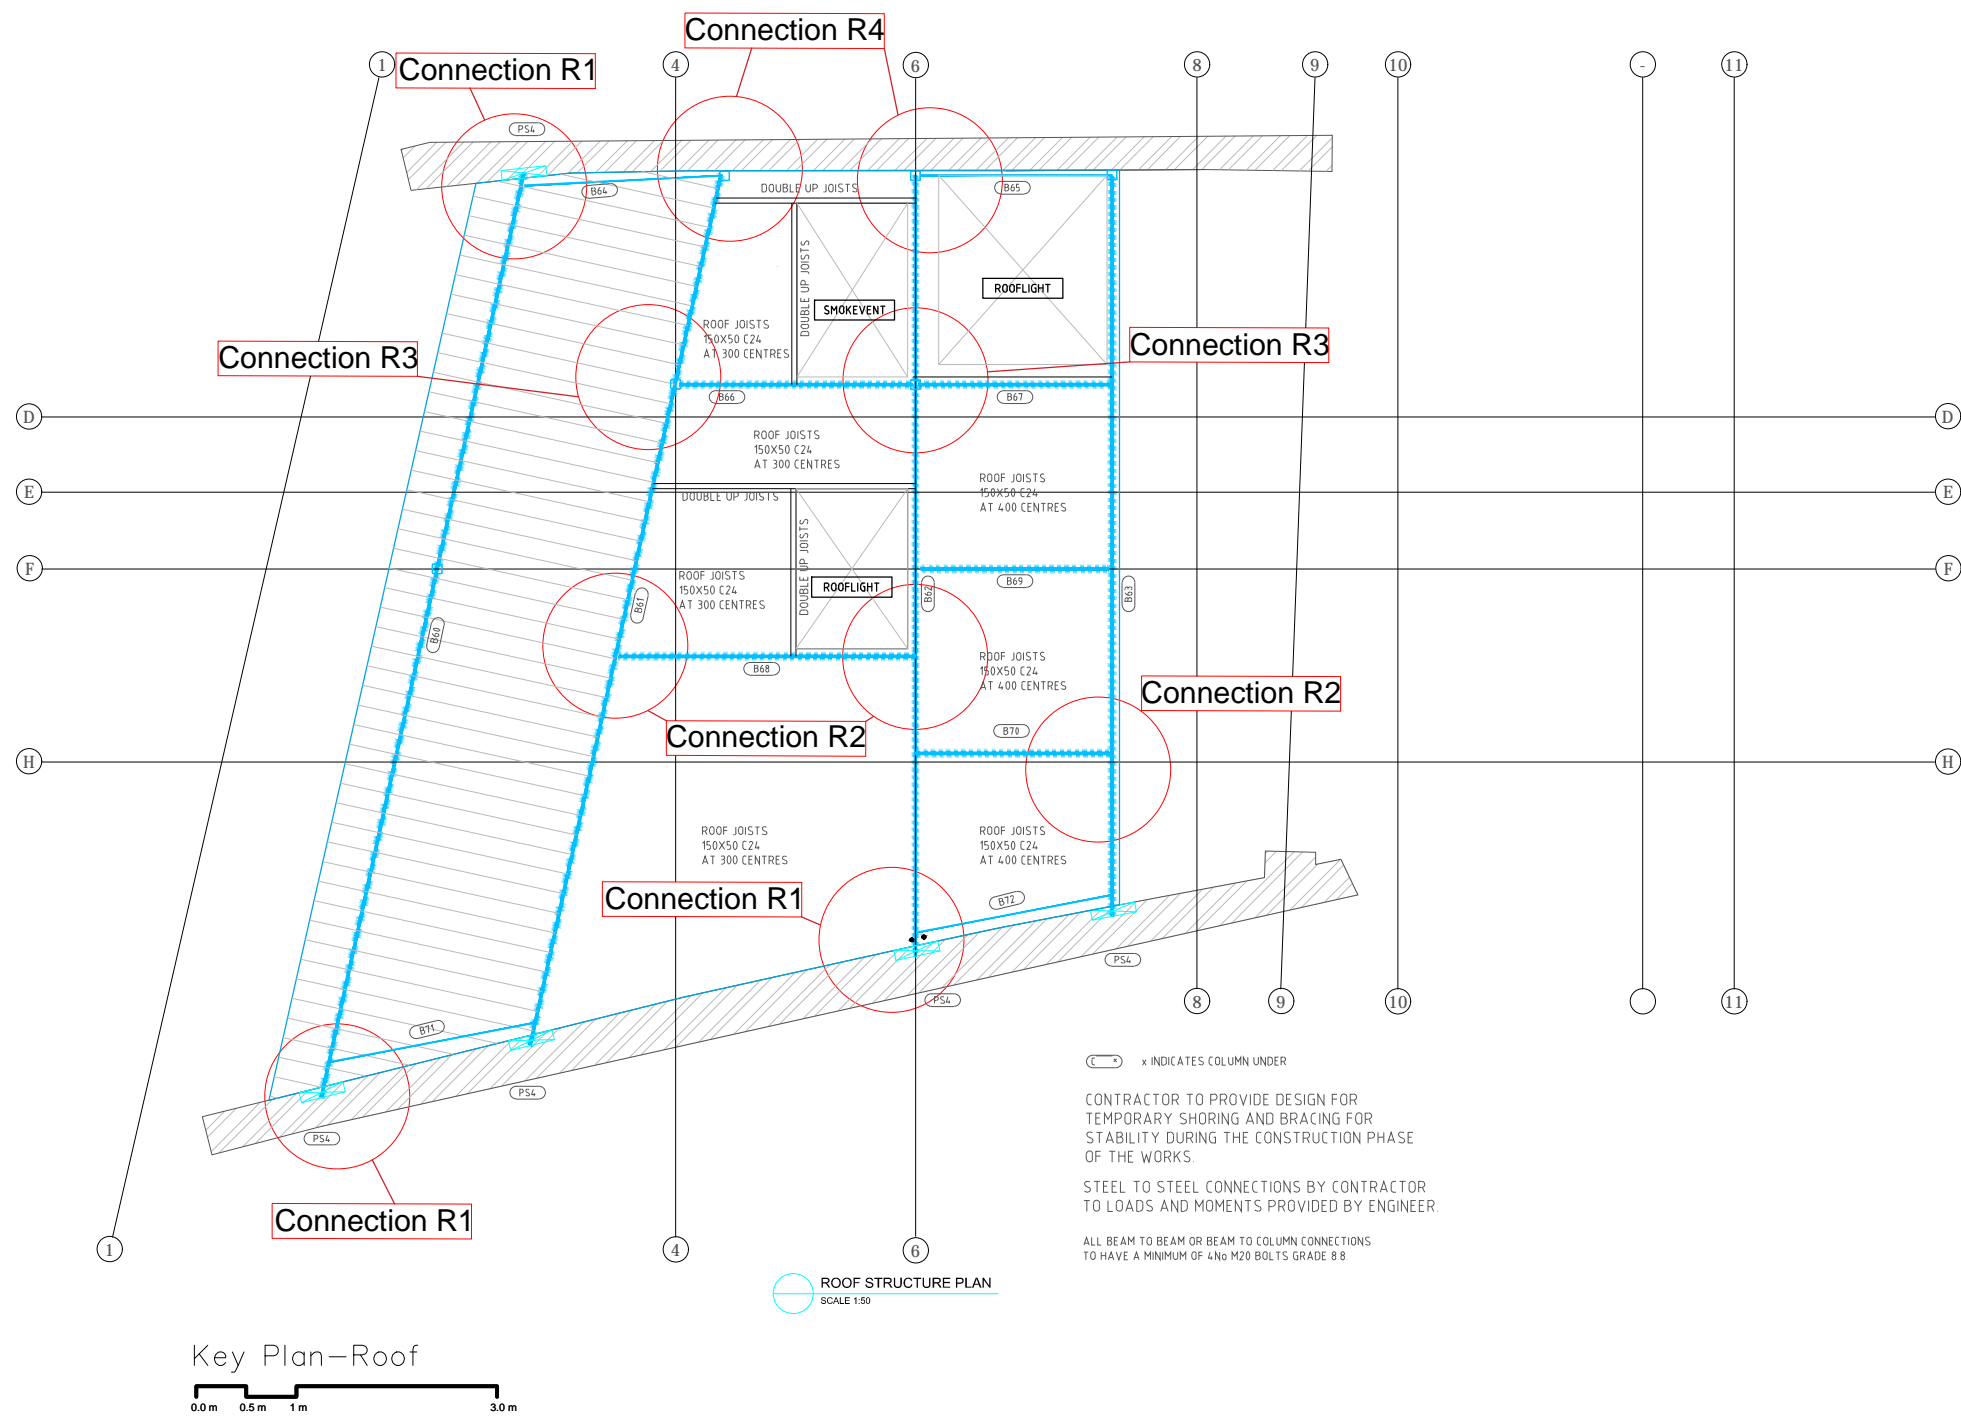 Connection R4
1
Connection R1
4
6
8
9
10
-
11
PS4
B64
DOUBLE UP JOISTS
B65
DOUBLE UP JOISTS
SMOKEVENT
ROOFLIGHT
ROOF JOISTS
150X50 C24
AT 300 CENTRES
Connection R3
Connection R3
B66
B67
D
D
ROOF JOISTS
150X50 C24
AT 300 CENTRES
E
E
DOUBLE UP JOISTS
ROOF JOISTS
150X50 C24
AT 400 CENTRES
DOUBLE UP JOISTS
F
F
ROOF JOISTS
150X50 C24
AT 300 CENTRES
ROOFLIGHT
B69
B60
B61
B62
B63
B68
ROOF JOISTS
150X50 C24
AT 400 CENTRES
Connection R2
Connection R2
B70
H
H
ROOF JOISTS
150X50 C24
AT 300 CENTRES
ROOF JOISTS
150X50 C24
AT 400 CENTRES
Connection R1
B72
PS4
PS4
8
9
10
11
B71
PS4
PS4
C *
x INDICATES COLUMN UNDER
CONTRACTOR TO PROVIDE DESIGN FOR
TEMPORARY SHORING AND BRACING FOR
STABILITY DURING THE CONSTRUCTION PHASE
OF THE WORKS.
STEEL TO STEEL CONNECTIONS BY CONTRACTOR
TO LOADS AND MOMENTS PROVIDED BY ENGINEER.
ALL BEAM TO BEAM OR BEAM TO COLUMN CONNECTIONS
TO HAVE A MINIMUM OF 4No M20 BOLTS GRADE 8.8
Connection R1
1
4
6
ROOF STRUCTURE PLAN
SCALE 1:50
Key Plan-Roof
0.0 m 0.5 m 1 m 3.0 m